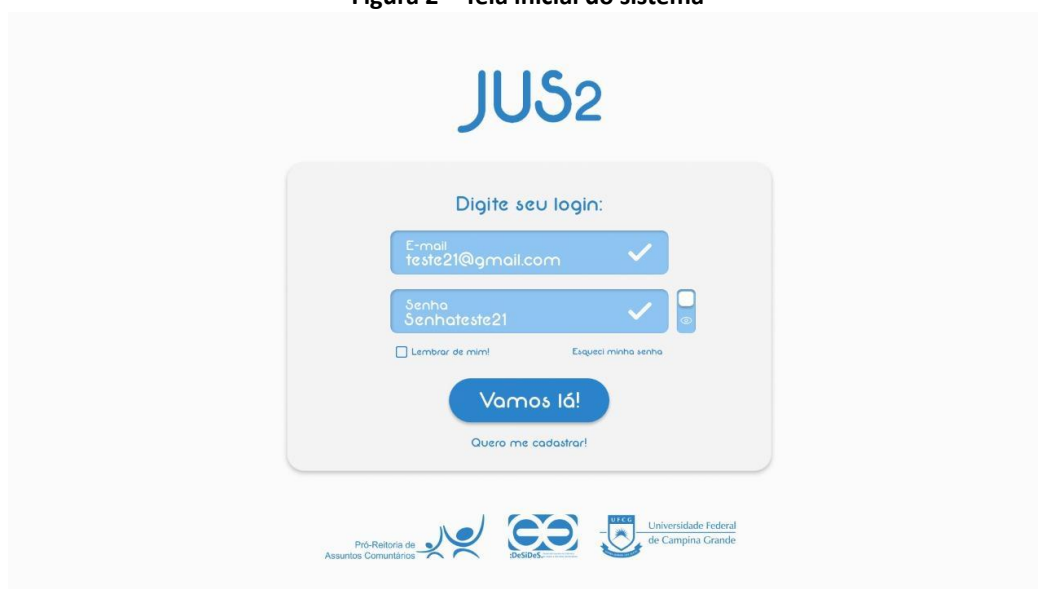 Figura 2 – Tela inicial do sistema
JUS2
Digite seu login:
E-mail
teste21@gmail.com
Senha
Senhateste21
Lembrar de mim!
Esqueci minha senha
Vamos lá!
Quero me cadastrar!
Pró-Reitoria de
Assuntos Comuntários
:DeSiDeS.
UFCG
Universidade Federal
de Campina Grande